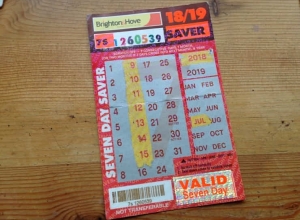 Brighton & Hove
18/19
75 1260539
SAVER
SEVEN DAY SAVER
1 9 17 25 2018
2 10 18 26 2019
3 11 19 27 JAN FEB
4 12 20 28 MAR APR
5 13 21 29 MAY JUN
6 14 22 30 JUL AUG
7 15 23 31 SEP OCT
8 16 24 NOV DEC
NOT TRANSFERABLE
VALID
Seven Day